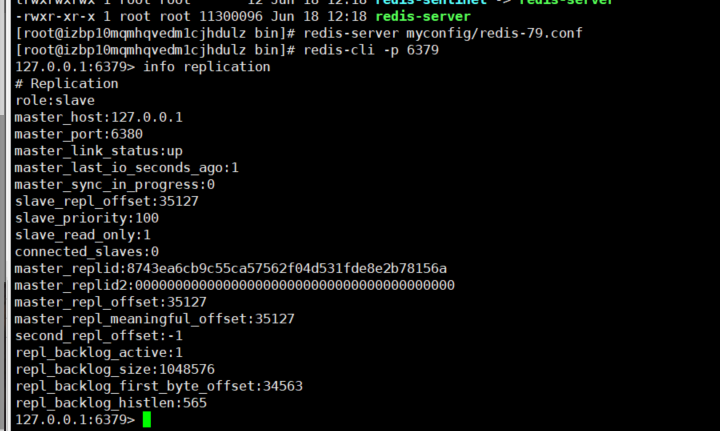 lrwxrwxrwx 1 root root 12 Jun 18 12:18 redis-sentinel -> redis-server
-rwxr-xr-x 1 root root 11300096 Jun 18 12:18 redis-server
[root@izbp10mqmhqvedm1cjhdulz bin]# redis-server myconfig/redis-79.conf
[root@izbp10mqmhqvedm1cjhdulz bin]# redis-cli -p 6379
127.0.0.1:6379> info replication
# Replication
role:slave
master_host:127.0.0.1
master_port:6380
master_link_status:up
master_last_io_seconds_ago:1
master_sync_in_progress:0
slave_repl_offset:35127
slave_priority:100
slave_read_only:1
connected_slaves:0
master_replid:8743ea6cb9c55ca57562f04d531fde8e2b78156a
master_replid2:0000000000000000000000000000000000000000
master_repl_offset:35127
master_repl_meaningful_offset:35127
second_repl_offset:-1
repl_backlog_active:1
repl_backlog_size:1048576
repl_backlog_first_byte_offset:34563
repl_backlog_histlen:565
127.0.0.1:6379>